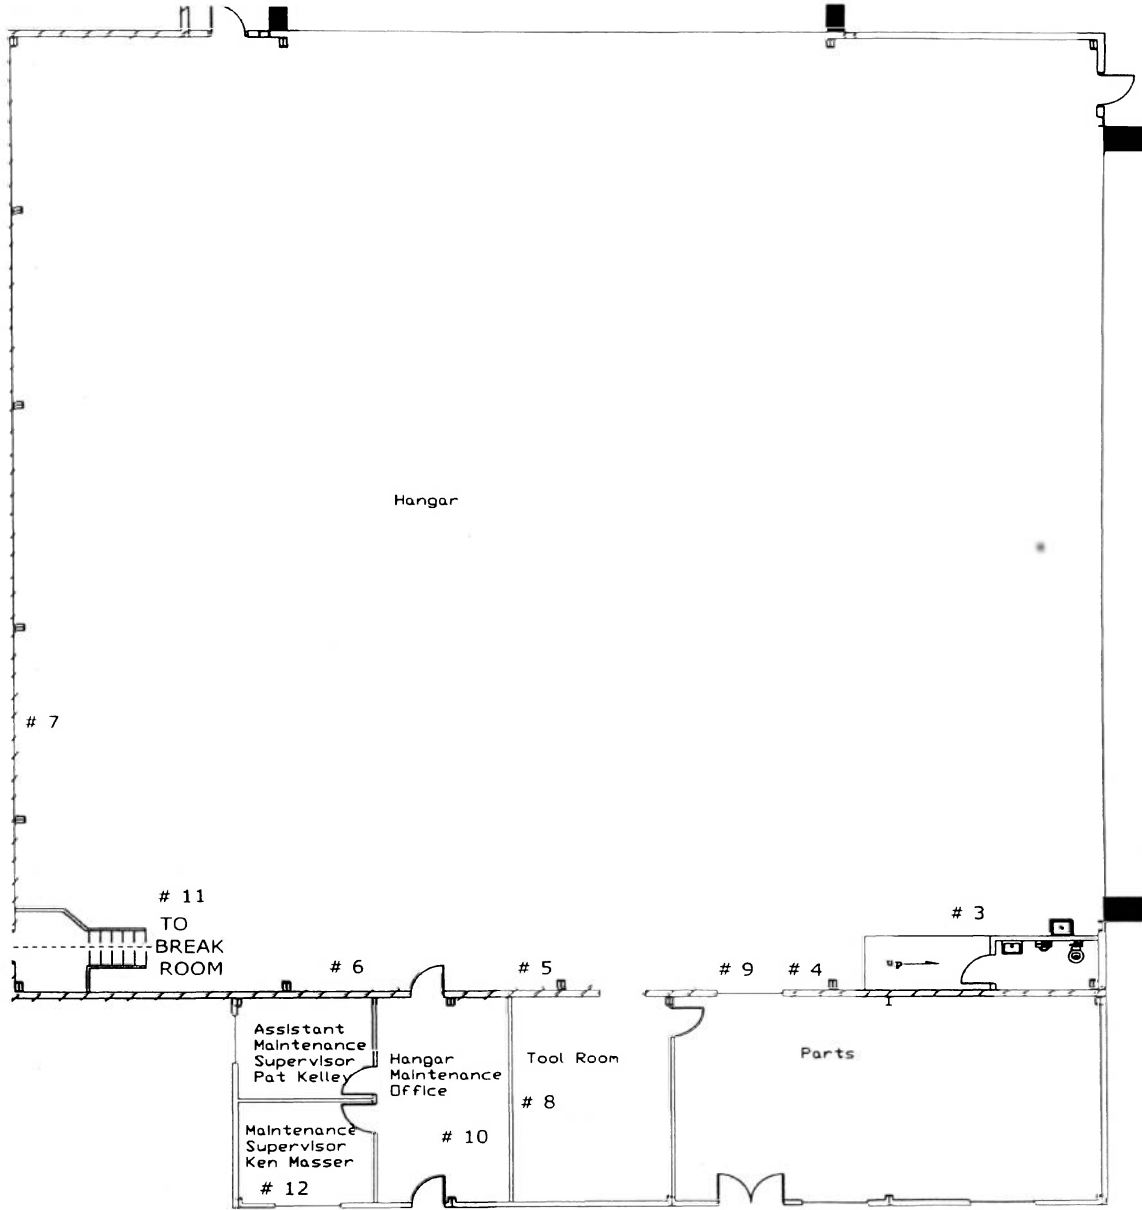 Hangar
# 7
# 11
TO
BREAK
ROOM
# 3
# 6
# 5
# 9
# 4
up
Assistant
Maintenance
Supervisor
Pat Kelley
Hangar
Maintenance
Office
Tool Room
Parts
# 8
Maintenance
Supervisor
Ken Masser
# 10
# 12